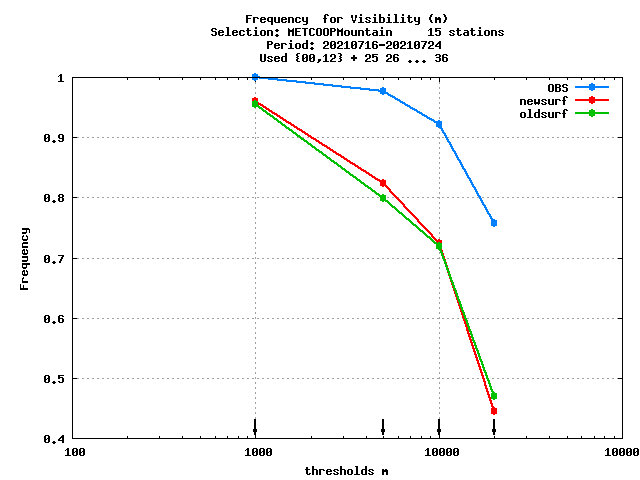 Frequency  for Visibility (m)
Selection: METCOOPMountain     15 stations
Period: 20210716-20210724
Used {00,12} + 25 26 ... 36
OBS
newsurf
oldsurf
1
0.9
0.8
0.7
0.6
0.5
0.4
Frequency
100
1000
10000
10000
thresholds m